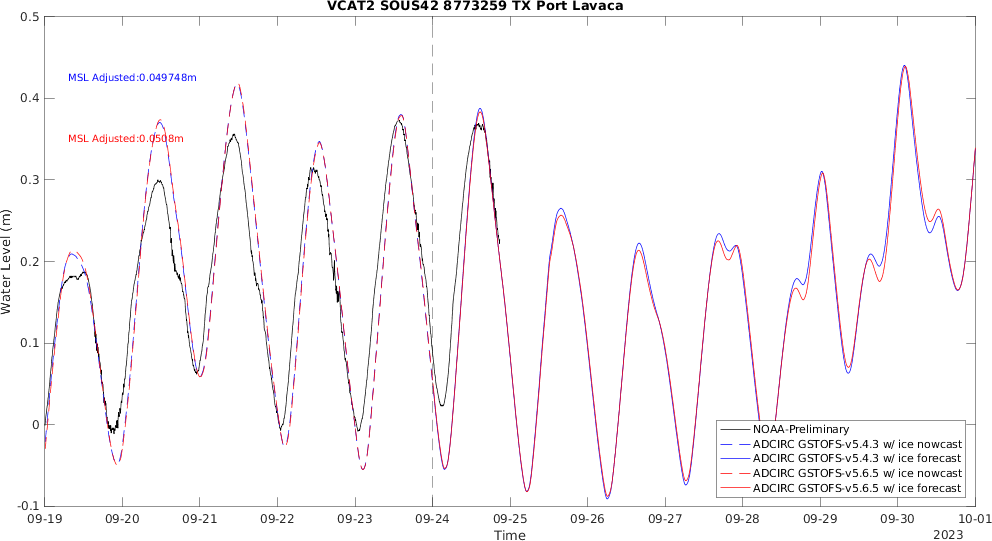 VCAT2 SOUS42 8773259 TX Port Lavaca
0.5
MSL Adjusted:0.049748m
0.4
MSL Adjusted:0.0508m
0.3
0.2
Water Level (m)
0.1
0
-0.1
NOAA-Preliminary
ADCIRC GSTOFS-v5.4.3 w/ ice nowcast
ADCIRC GSTOFS-v5.4.3 w/ ice forecast
ADCIRC GSTOFS-v5.6.5 w/ ice nowcast
ADCIRC GSTOFS-v5.6.5 w/ ice forecast
09-19 09-20 09-21 09-22 09-23 09-24 09-25 09-26 09-27 09-28 09-29 09-30 10-01
Time
2023